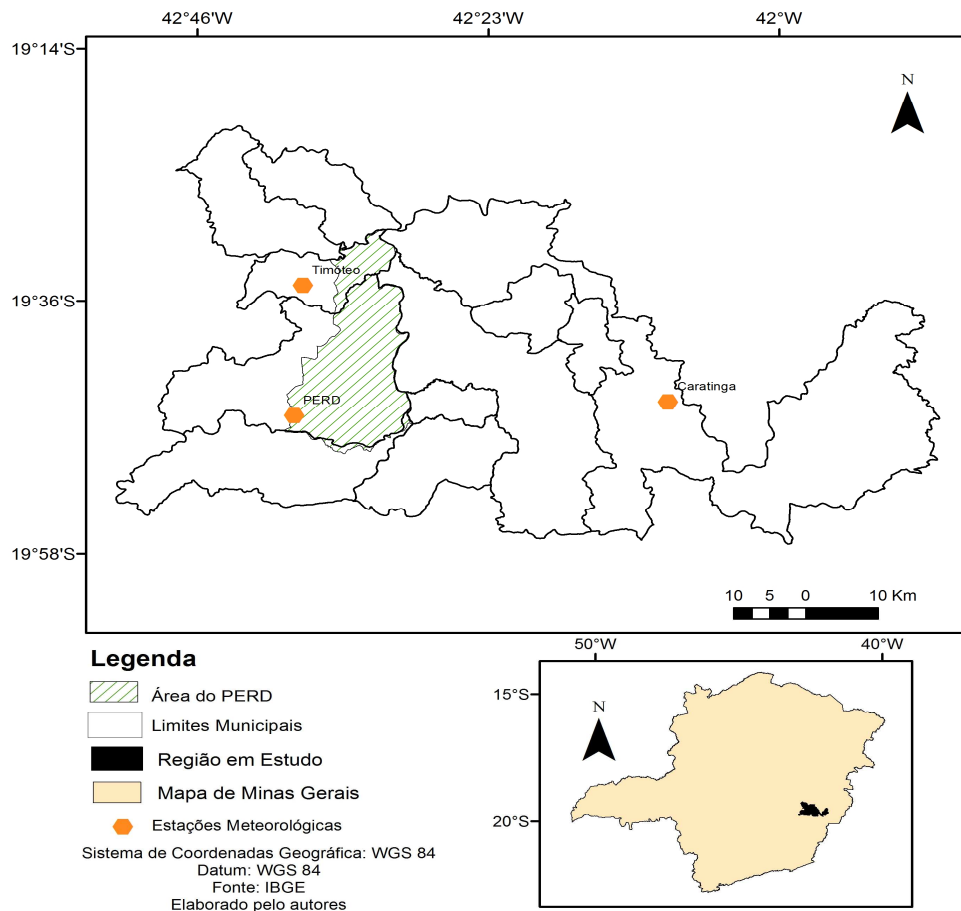 42°46'W 42°23'W 42°W
19°14'S
N
Timóteo
19°36'S
Caratinga
PERD
19°58'S
10 5 0 10 Km
Legenda
Área do PERD
Limites Municipais
Região em Estudo
Mapa de Minas Gerais
Estações Meteorológicas
Sistema de Coordenadas Geográfica: WGS 84
Datum: WGS 84
Fonte: IBGE
Elaborado pelo autores
50°W 40°W
15°S
N
20°S